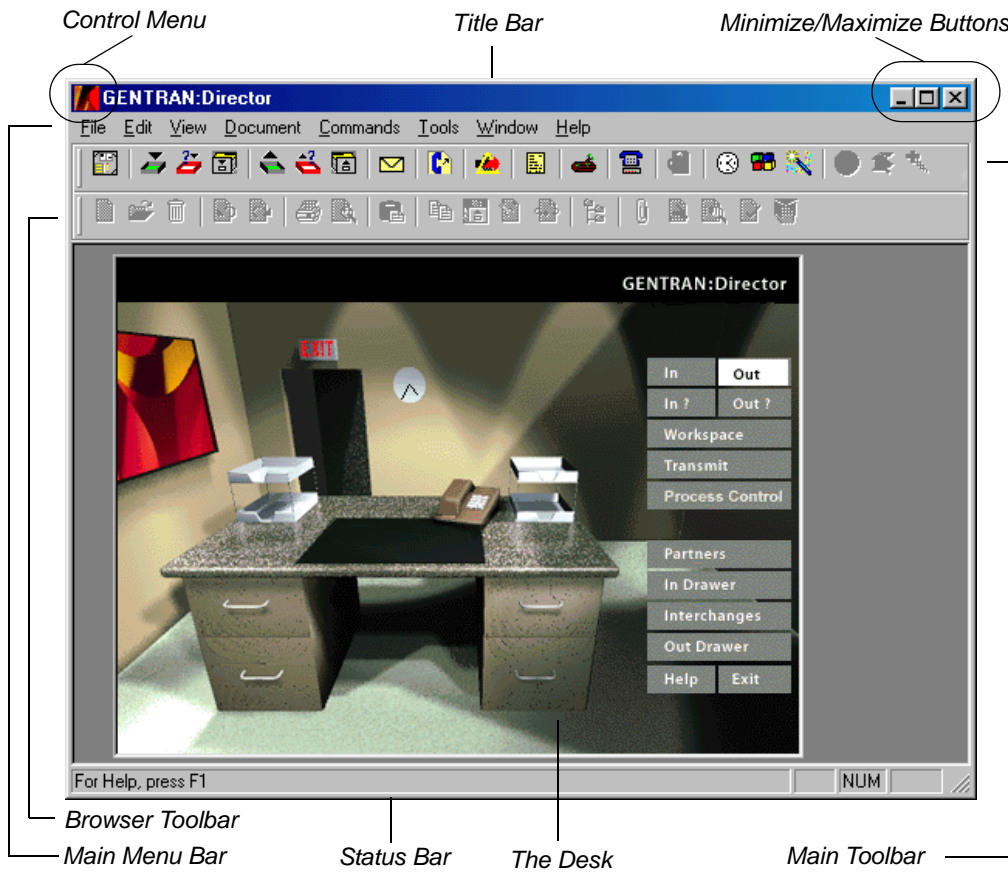 Control Menu
Title Bar
Minimize/Maximize Buttons
GENTRAN:Director
File Edit View Document Commands Tools Window Help
GENTRAN:Director
EXIT
In Out
In ? Out ?
Workspace
Transmit
Process Control
Partners
In Drawer
Interchanges
Out Drawer
Help Exit
For Help, press F1
NUM
Browser Toolbar
Main Menu Bar
Status Bar
The Desk
Main Toolbar